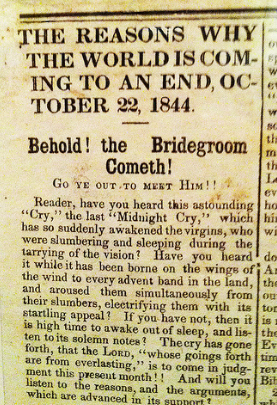 THE REASONS WHY
THE WORLD IS COM-
ING TO AN END, OC-
TOBER 22, 1844.
Behold! the Bridegroom
Cometh!
GO YE OUT TO MEET HIM!!
Reader, have you heard this astounding
"Cry," the last "Midnight Cry," which
has so suddenly awakened the virgins, who
were slumbering and sleeping during the
tarrying of the vision? Have you heard
it while it has been borne on the wings of
the wind to every advent band in the land,
and aroused them simultaneously from
their slumbers, electrifying them with its
startling appeal? If you have not, then it
is high time to awake out of sleep, and lis-
ten to its solemn notes? The cry has gone
forth, that the LORD, "whose goings forth
are from everlasting," is to come in judg-
ment this present month!! And will you
listen to the reasons, and the arguments,
which are advanced in its support?